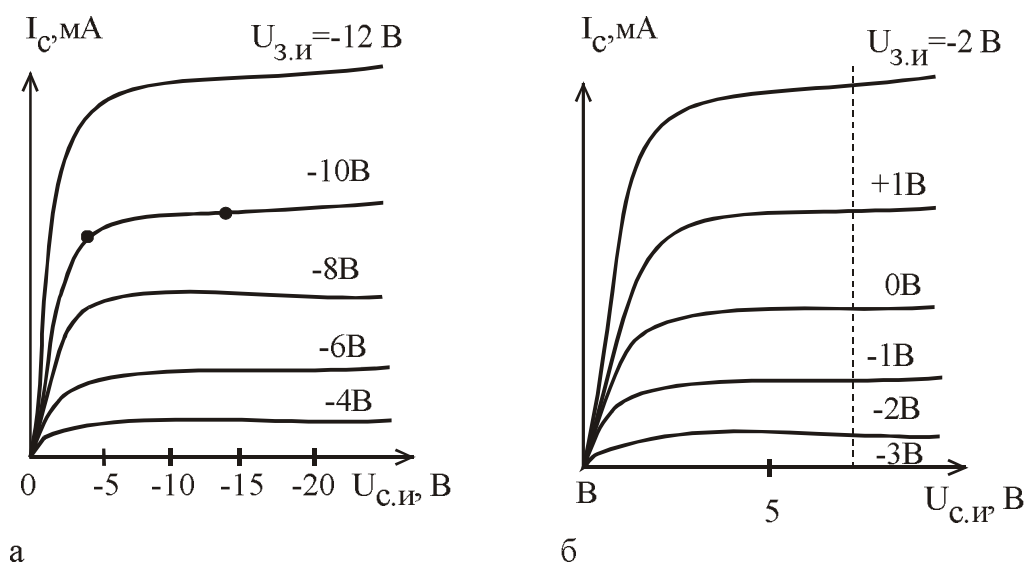 Iс,мА
Uз.и=-12 В
-10В
-8В
-6В
-4В
0 -5 -10 -15 -20 Uс.и, В
а
Iс,мА
Uз.и=-2 В
+1В
0В
-1В
-2В
-3В
В 5 Uс.и, В
б